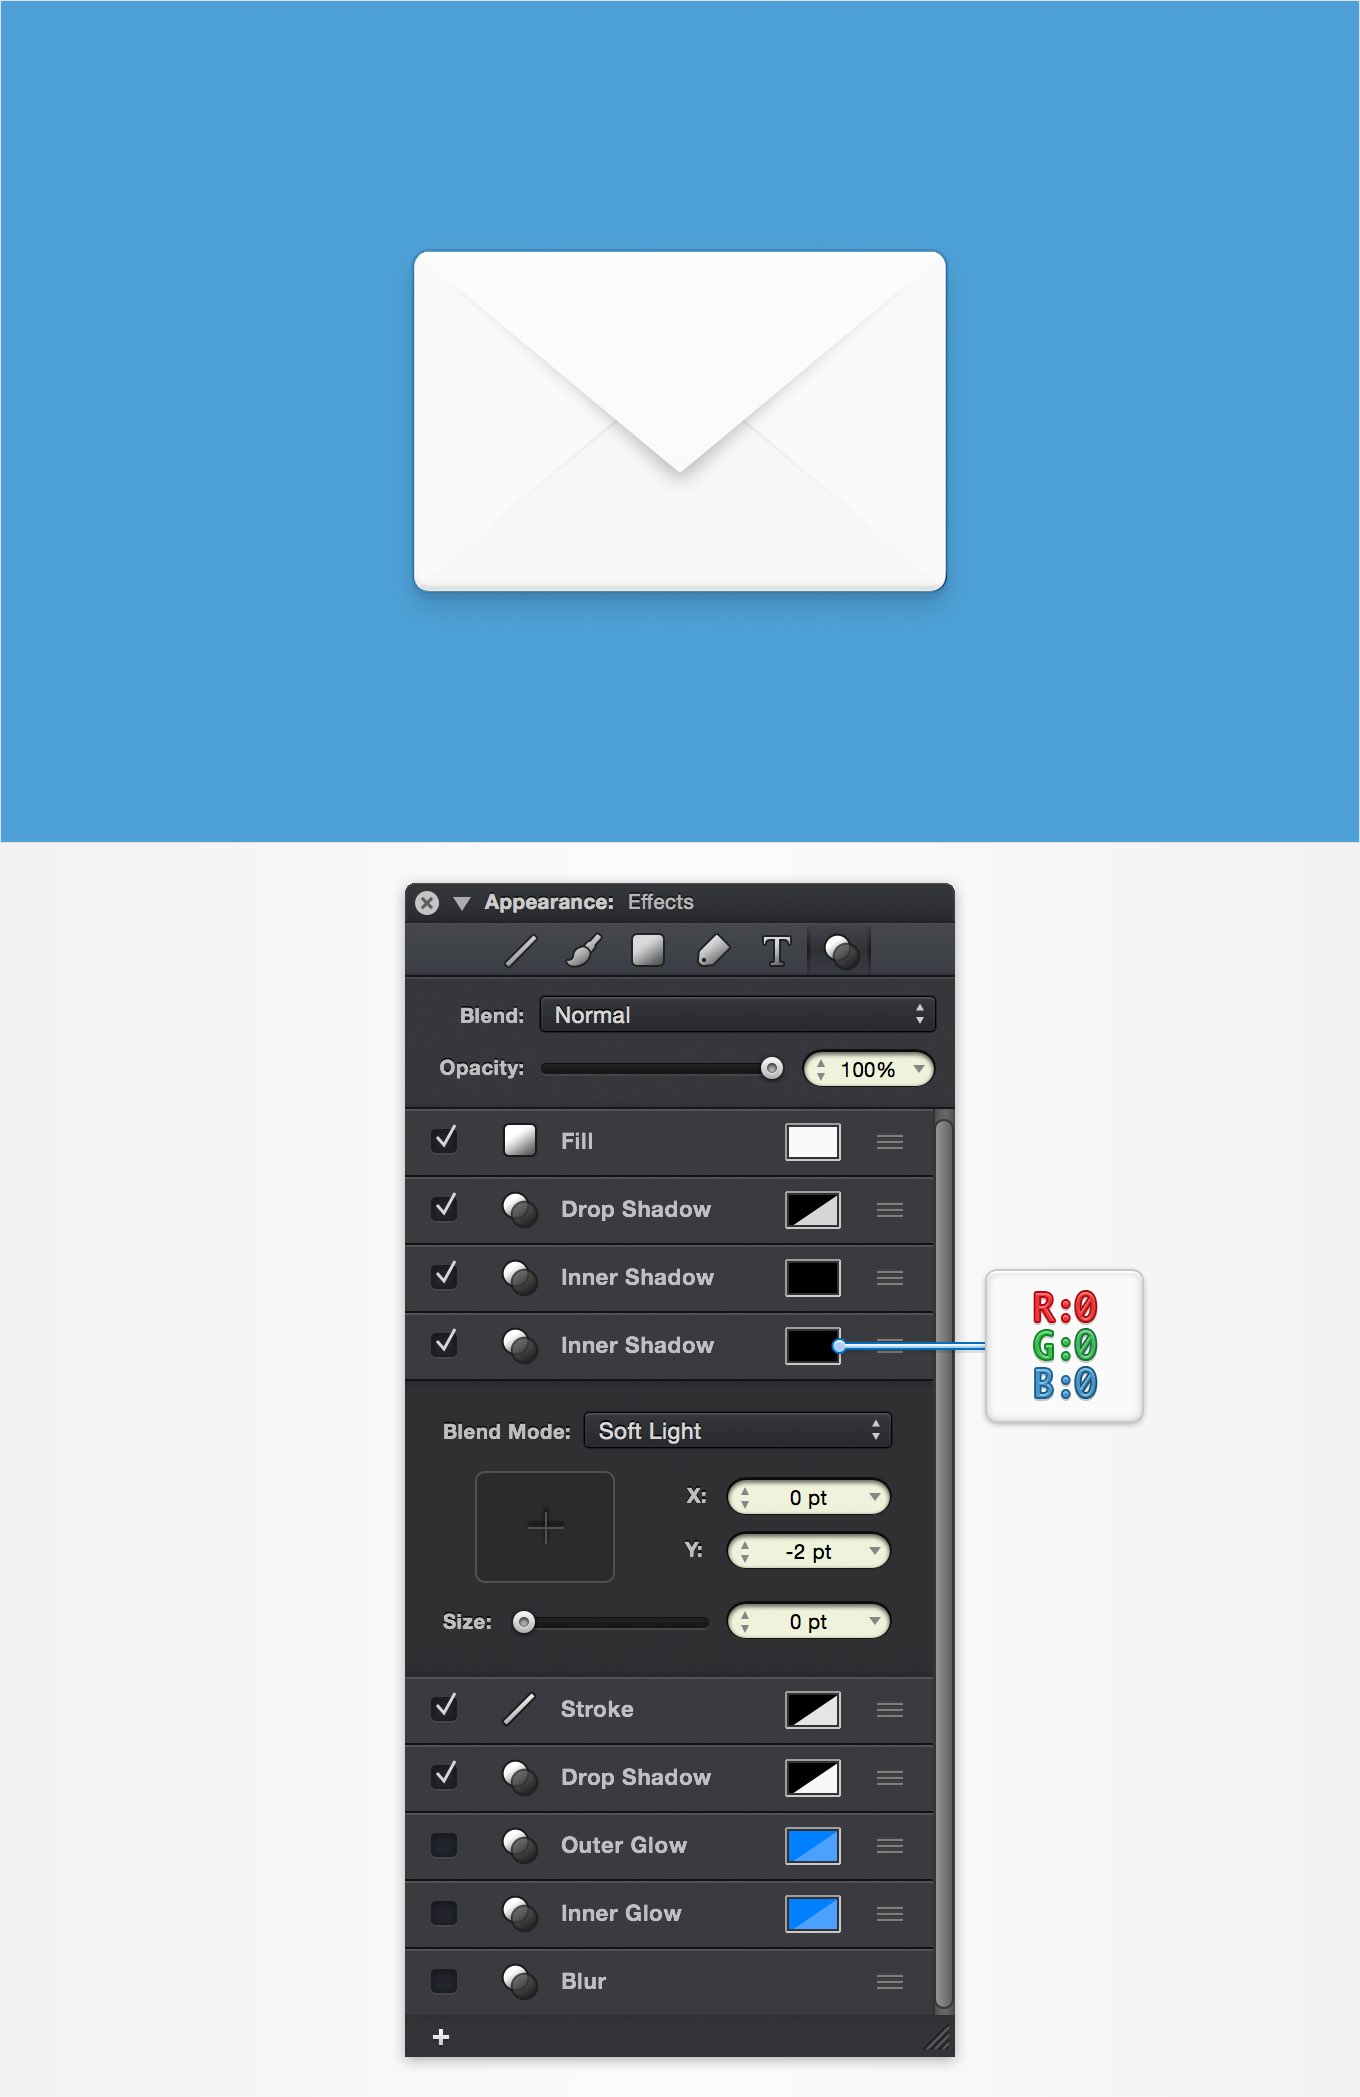 Appearance: Effects
T
Blend: Normal
Opacity: 100%
Fill
Drop Shadow
Inner Shadow
Inner Shadow
R:0
G:0
B:0
Blend Mode: Soft Light
X: 0 pt
Y: -2 pt
Size: 0 pt
Stroke
Drop Shadow
Outer Glow
Inner Glow
Blur
+